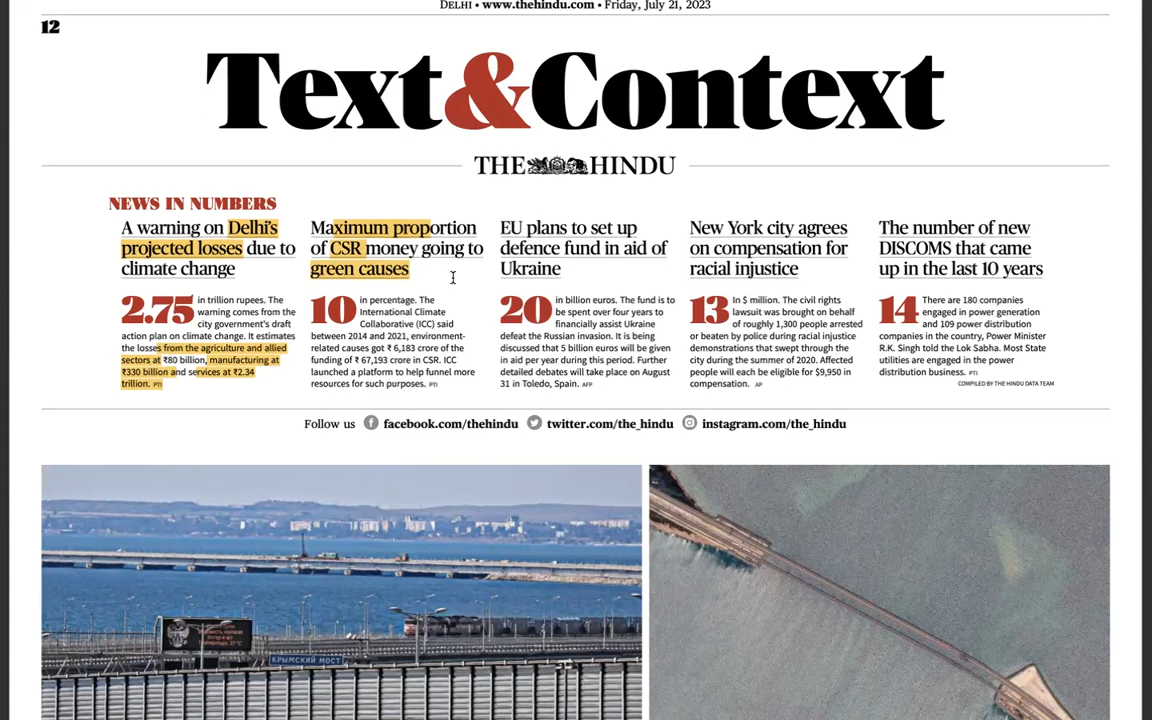 DELHI • www.thehindu.com • Friday, July 21, 2023
12
Text&Context
THE HINDU
NEWS IN NUMBERS
A warning on Delhi's
projected losses due to
climate change
2.75 in trillion rupees. The
warning comes from the
city government's draft
action plan on climate change. It estimates
the losses from the agriculture and allied
sectors at ₹80 billion, manufacturing at
₹330 billion and services at ₹2.34
trillion. PTI
Maximum proportion
of CSR money going to
green causes
10 in percentage. The
International Climate
Collaborative (ICC) said
between 2014 and 2021, environment-
related causes got ₹ 6,183 crore of the
funding of ₹ 67,193 crore in CSR. ICC
launched a platform to help funnel more
resources for such purposes. PTI
EU plans to set up
defence fund in aid of
Ukraine
20 in billion euros. The fund is to
be spent over four years to
financially assist Ukraine
defeat the Russian invasion. It is being
discussed that 5 billion euros will be given
in aid per year during this period. Further
detailed debates will take place on August
31 in Toledo, Spain. AFP
New York city agrees
on compensation for
racial injustice
13 In $ million. The civil rights
lawsuit was brought on behalf
of roughly 1,300 people arrested
or beaten by police during racial injustice
demonstrations that swept through the
city during the summer of 2020. Affected
people will each be eligible for $9,950 in
compensation. AP
The number of new
DISCOMS that came
up in the last 10 years
14 There are 180 companies
engaged in power generation
and 109 power distribution
companies in the country, Power Minister
R.K. Singh told the Lok Sabha. Most State
utilities are engaged in the power
distribution business. PTI
COMPILED BY THE HINDU DATA TEAM
Follow us facebook.com/thehindu twitter.com/the_hindu instagram.com/the_hindu
КРЫМСКИЙ МОСТ